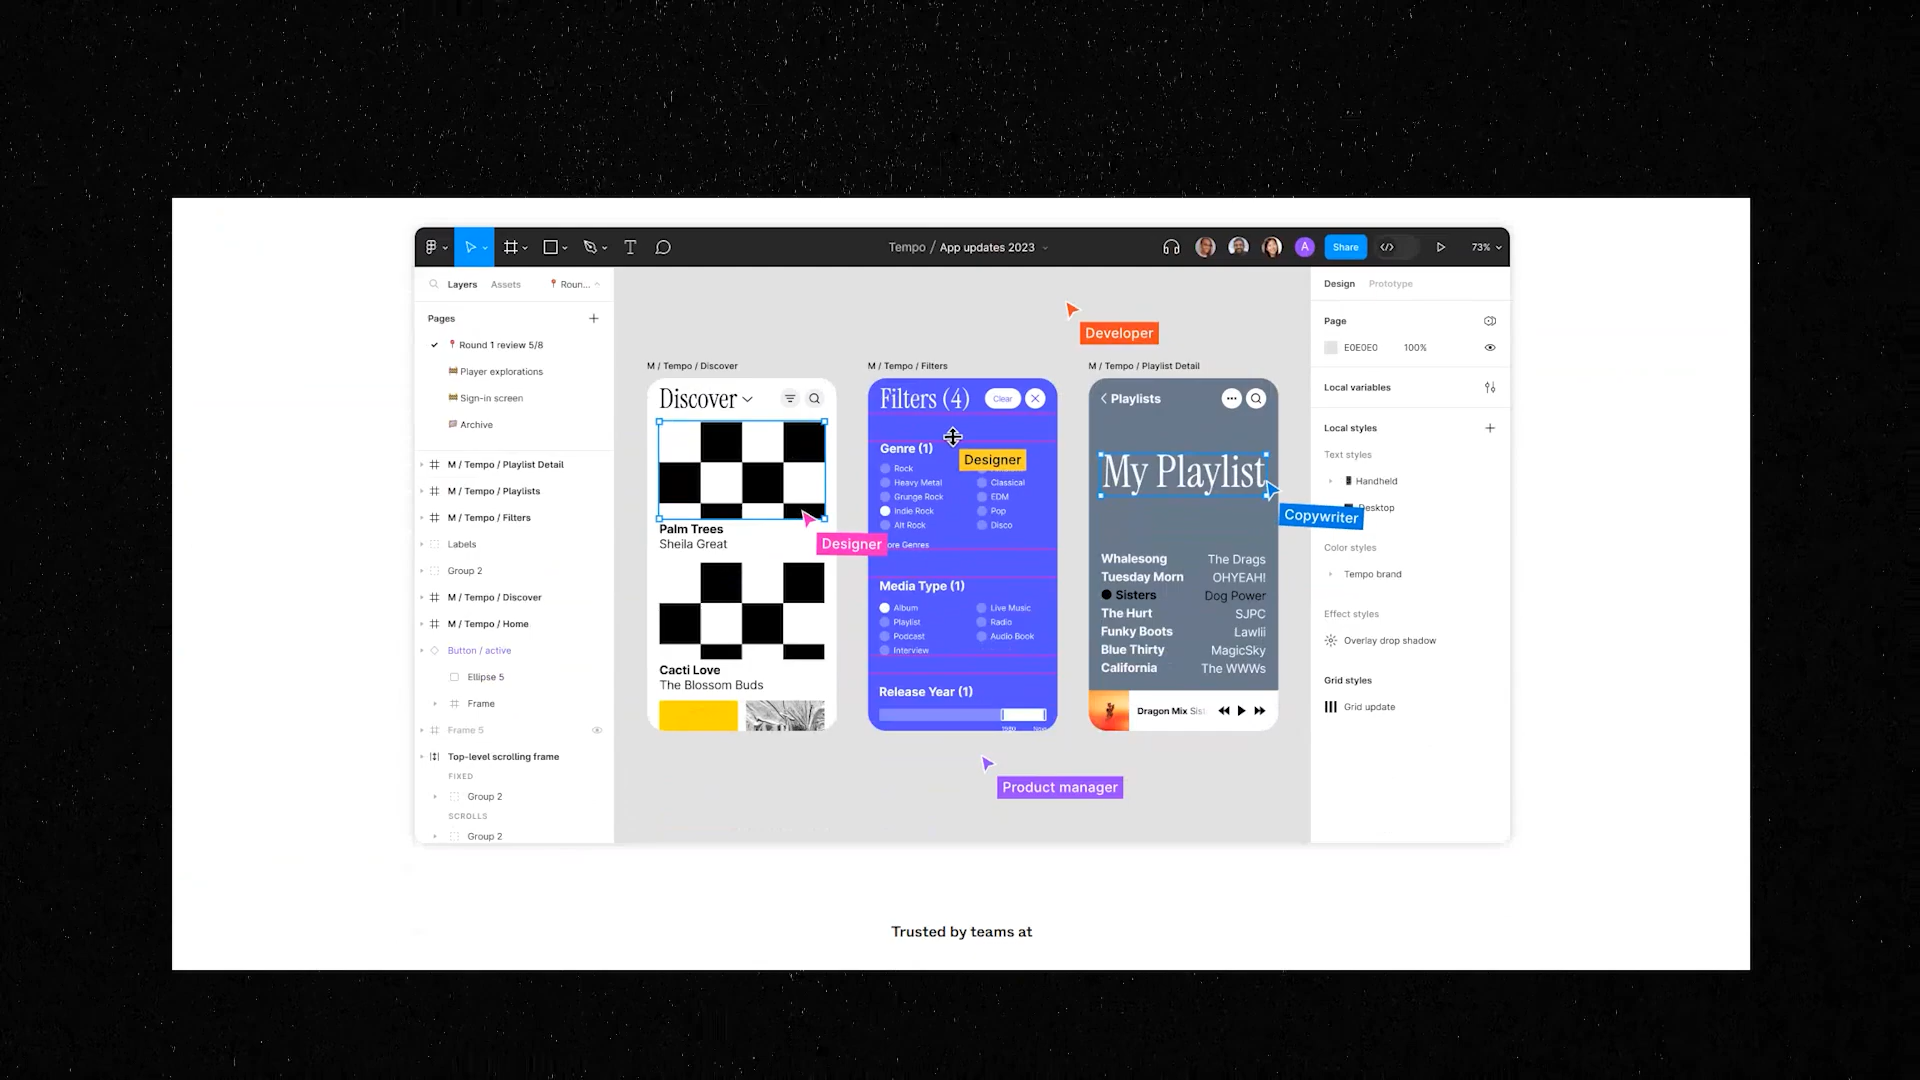 Tempo / App updates 2023
A
Share
73%
Layers
Assets
Roun...
Pages
Round 1 review 5/8
Player explorations
Sign-in screen
Archive
M / Tempo / Playlist Detail
M / Tempo / Playlists
M / Tempo / Filters
Labels
Group 2
M / Tempo / Discover
M / Tempo / Home
Button / active
Ellipse 5
Frame
Frame 5
Top-level scrolling frame
FIXED
Group 2
SCROLLS
Group 2
Developer
M / Tempo / Discover
Discover
Palm Trees
Sheila Great
Designer
Cacti Love
The Blossom Buds
M / Tempo / Filters
Filters (4)
Clear
Genre (1)
Designer
Rock
Heavy Metal
Classical
Grunge Rock
EDM
Indie Rock
Pop
Alt Rock
Disco
ore Genres
Media Type (1)
Album
Live Music
Playlist
Radio
Podcast
Audio Book
Interview
Release Year (1)
Product manager
M / Tempo / Playlist Detail
Playlists
My Playlist
Copywriter
Whalesong
The Drags
Tuesday Morn
OHYEAH!
Sisters
Dog Power
The Hurt
SJPC
Funky Boots
Lawlii
Blue Thirty
MagicSky
California
The WWWs
Dragon Mix Sist
Design
Prototype
Page
E0E0E0
100%
Local variables
Local styles
Text styles
Handheld
Desktop
Color styles
Tempo brand
Effect styles
Overlay drop shadow
Grid styles
Grid update
Trusted by teams at